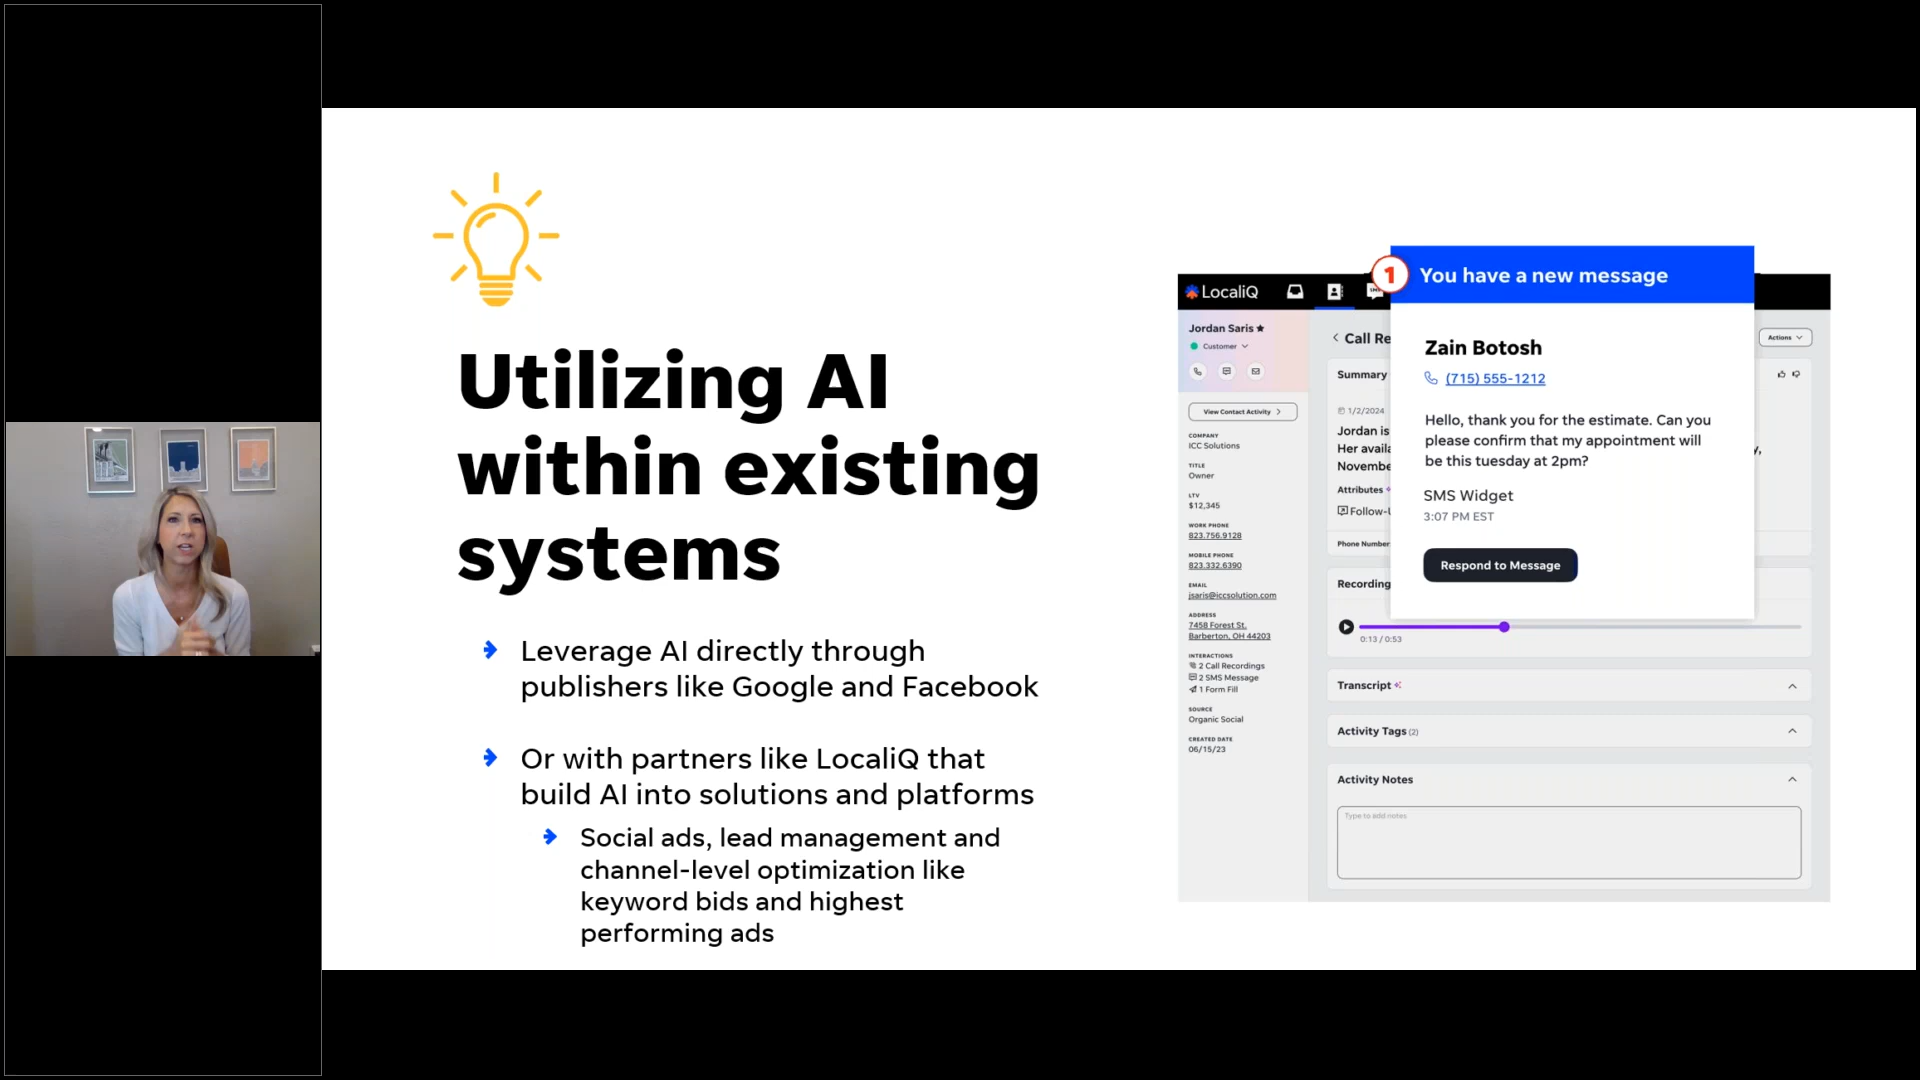 Utilizing AI
within existing
systems
Leverage AI directly through
publishers like Google and Facebook
Or with partners like LocaliQ that
build AI into solutions and platforms
Social ads, lead management and
channel-level optimization like
keyword bids and highest
performing ads
LocaliQ
Jordan Saris
Customer
View Contact Activity
COMPANY
ICC Solutions
TITLE
Owner
LTV
$12,345
WORK PHONE
823.756.9128
MOBILE PHONE
823.332.6390
EMAIL
jsaris@iccsolution.com
ADDRESS
7458 Forest St.
Barberton, OH 44203
INTERACTIONS
2 Call Recordings
2 SMS Message
1 Form Fill
SOURCE
Organic Social
CREATED DATE
06/15/23
Call Re
Actions
Summary
1/2/2024
Jordan is
Her availa
Novembe
Attributes
Follow-U
Phone Number
Recording
0:13 / 0:53
Transcript
Activity Tags (2)
Activity Notes
Type to add notes
1
You have a new message
Zain Botosh
(715) 555-1212
Hello, thank you for the estimate. Can you
please confirm that my appointment will
be this tuesday at 2pm?
SMS Widget
3:07 PM EST
Respond to Message